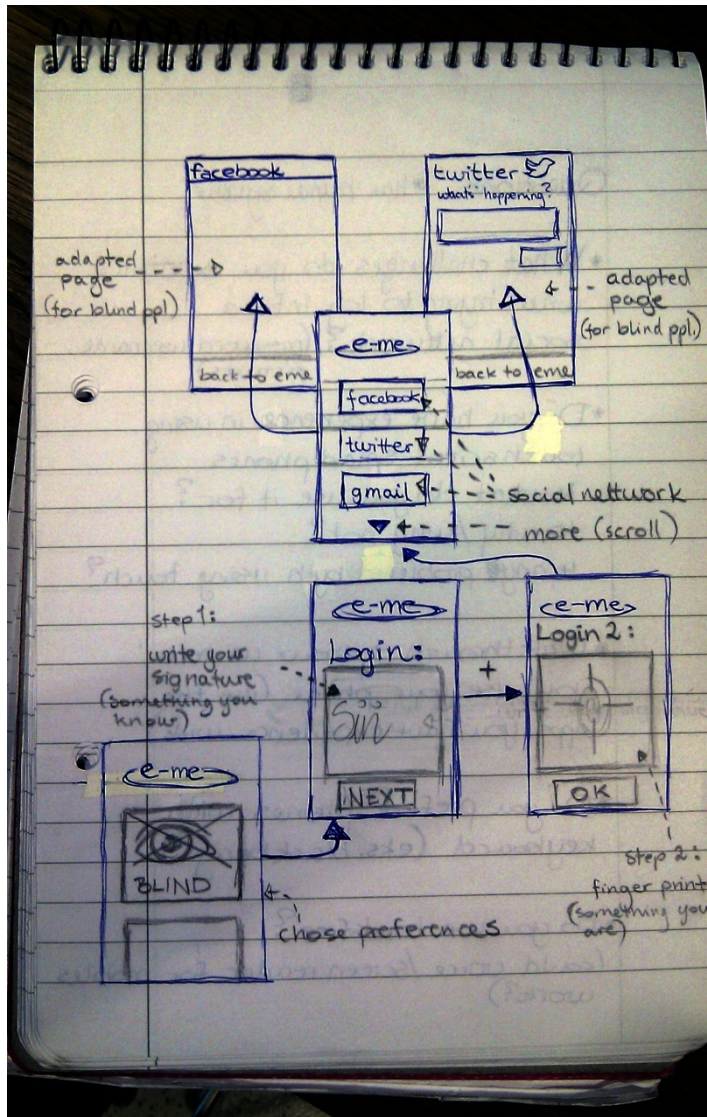 facebook
twitter
what's happening?
adapted
page
(for blind ppl)
adapted
page
(for blind ppl.)
back to eme
back to eme
e-me
facebook
twitter
gmail
social nettwork
more (scroll)
step 1:
write your
signature
(something you
know)
e-me
Login:
NEXT
+
e-me
Login 2:
OK
step 2:
finger print
(something you
are)
e-me
BLIND
chose preferences